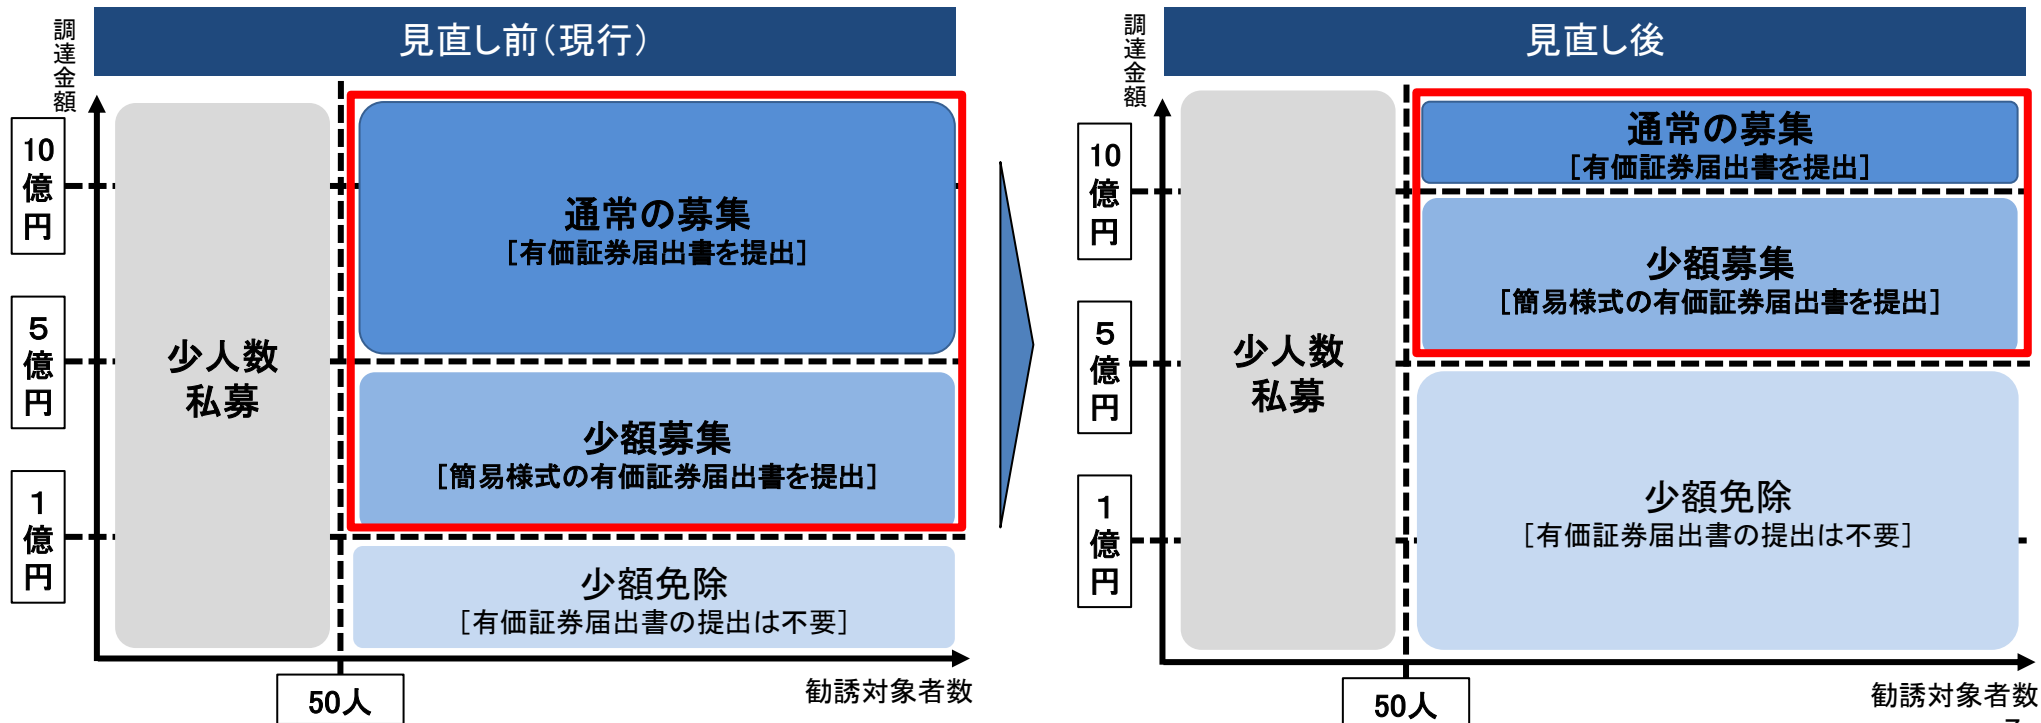 見直し前（現行）
調達金額
10億円
5億円
1億円
少人数
私募
通常の募集
［有価証券届出書を提出］
少額募集
［簡易様式の有価証券届出書を提出］
少額免除
［有価証券届出書の提出は不要］
50人
勧誘対象者数
見直し後
調達金額
10億円
5億円
1億円
少人数
私募
通常の募集
［有価証券届出書を提出］
少額募集
［簡易様式の有価証券届出書を提出］
少額免除
［有価証券届出書の提出は不要］
50人
勧誘対象者数